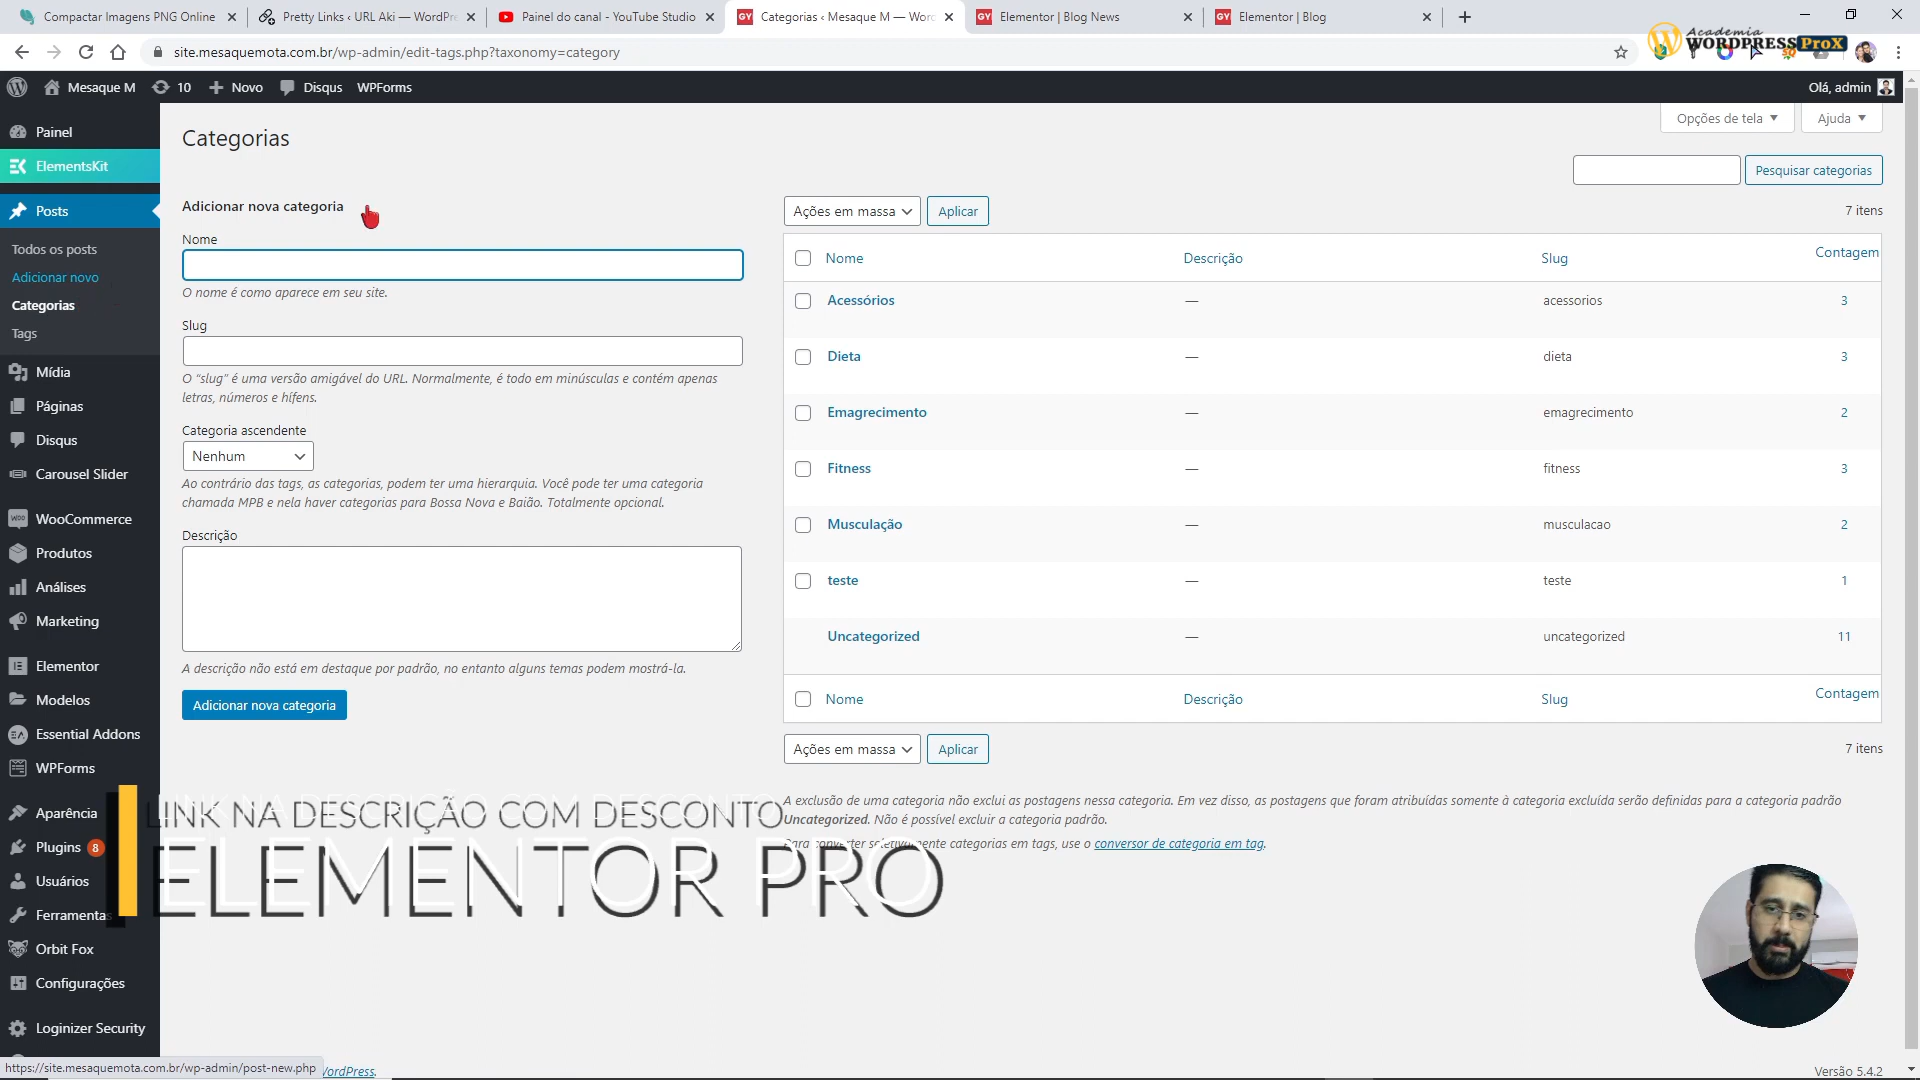 Compactar Imagens PNG Online
Pretty Links ‹ URL Aki — WordPre
Painel do canal - YouTube Studio
Categorias ‹ Mesaque M — Word
Elementor | Blog News
Elementor | Blog
site.mesaquemota.com.br/wp-admin/edit-tags.php?taxonomy=category
Academia
WORDPRESS ProX
Mesaque M
10
Novo
Disqus
WPForms
Olá, admin
Painel
ElementsKit
Posts
Todos os posts
Adicionar novo
Categorias
Tags
Mídia
Páginas
Disqus
Carousel Slider
WooCommerce
Produtos
Análises
Marketing
Elementor
Modelos
Essential Addons
WPForms
Aparência
Plugins 8
Usuários
Ferramentas
Orbit Fox
Configurações
Loginizer Security
Categorias
Opções de tela
Ajuda
Pesquisar categorias
Adicionar nova categoria
Nome
O nome é como aparece em seu site.
Slug
O “slug” é uma versão amigável do URL. Normalmente, é todo em minúsculas e contém apenas
letras, números e hífens.
Categoria ascendente
Nenhum
Ao contrário das tags, as categorias, podem ter uma hierarquia. Você pode ter uma categoria
chamada MPB e nela haver categorias para Bossa Nova e Baião. Totalmente opcional.
Descrição
A descrição não está em destaque por padrão, no entanto alguns temas podem mostrá-la.
Adicionar nova categoria
Ações em massa
Aplicar
7 itens
Nome Descrição Slug Contagem
Acessórios — acessorios 3
Dieta — dieta 3
Emagrecimento — emagrecimento 2
Fitness — fitness 3
Musculação — musculacao 2
teste — teste 1
Uncategorized — uncategorized 11
Nome Descrição Slug Contagem
Ações em massa
Aplicar
7 itens
A exclusão de uma categoria não exclui as postagens nessa categoria. Em vez disso, as postagens que foram atribuídas somente à categoria excluída serão definidas para a categoria padrão
Uncategorized. Não é possível excluir a categoria padrão.
Para converter seletivamente categorias em tags, use o conversor de categoria em tag.
LINK NA DESCRIÇÃO COM DESCONTO
ELEMENTOR PRO
https://site.mesaquemota.com.br/wp-admin/post-new.php
WordPress.
Versão 5.4.2